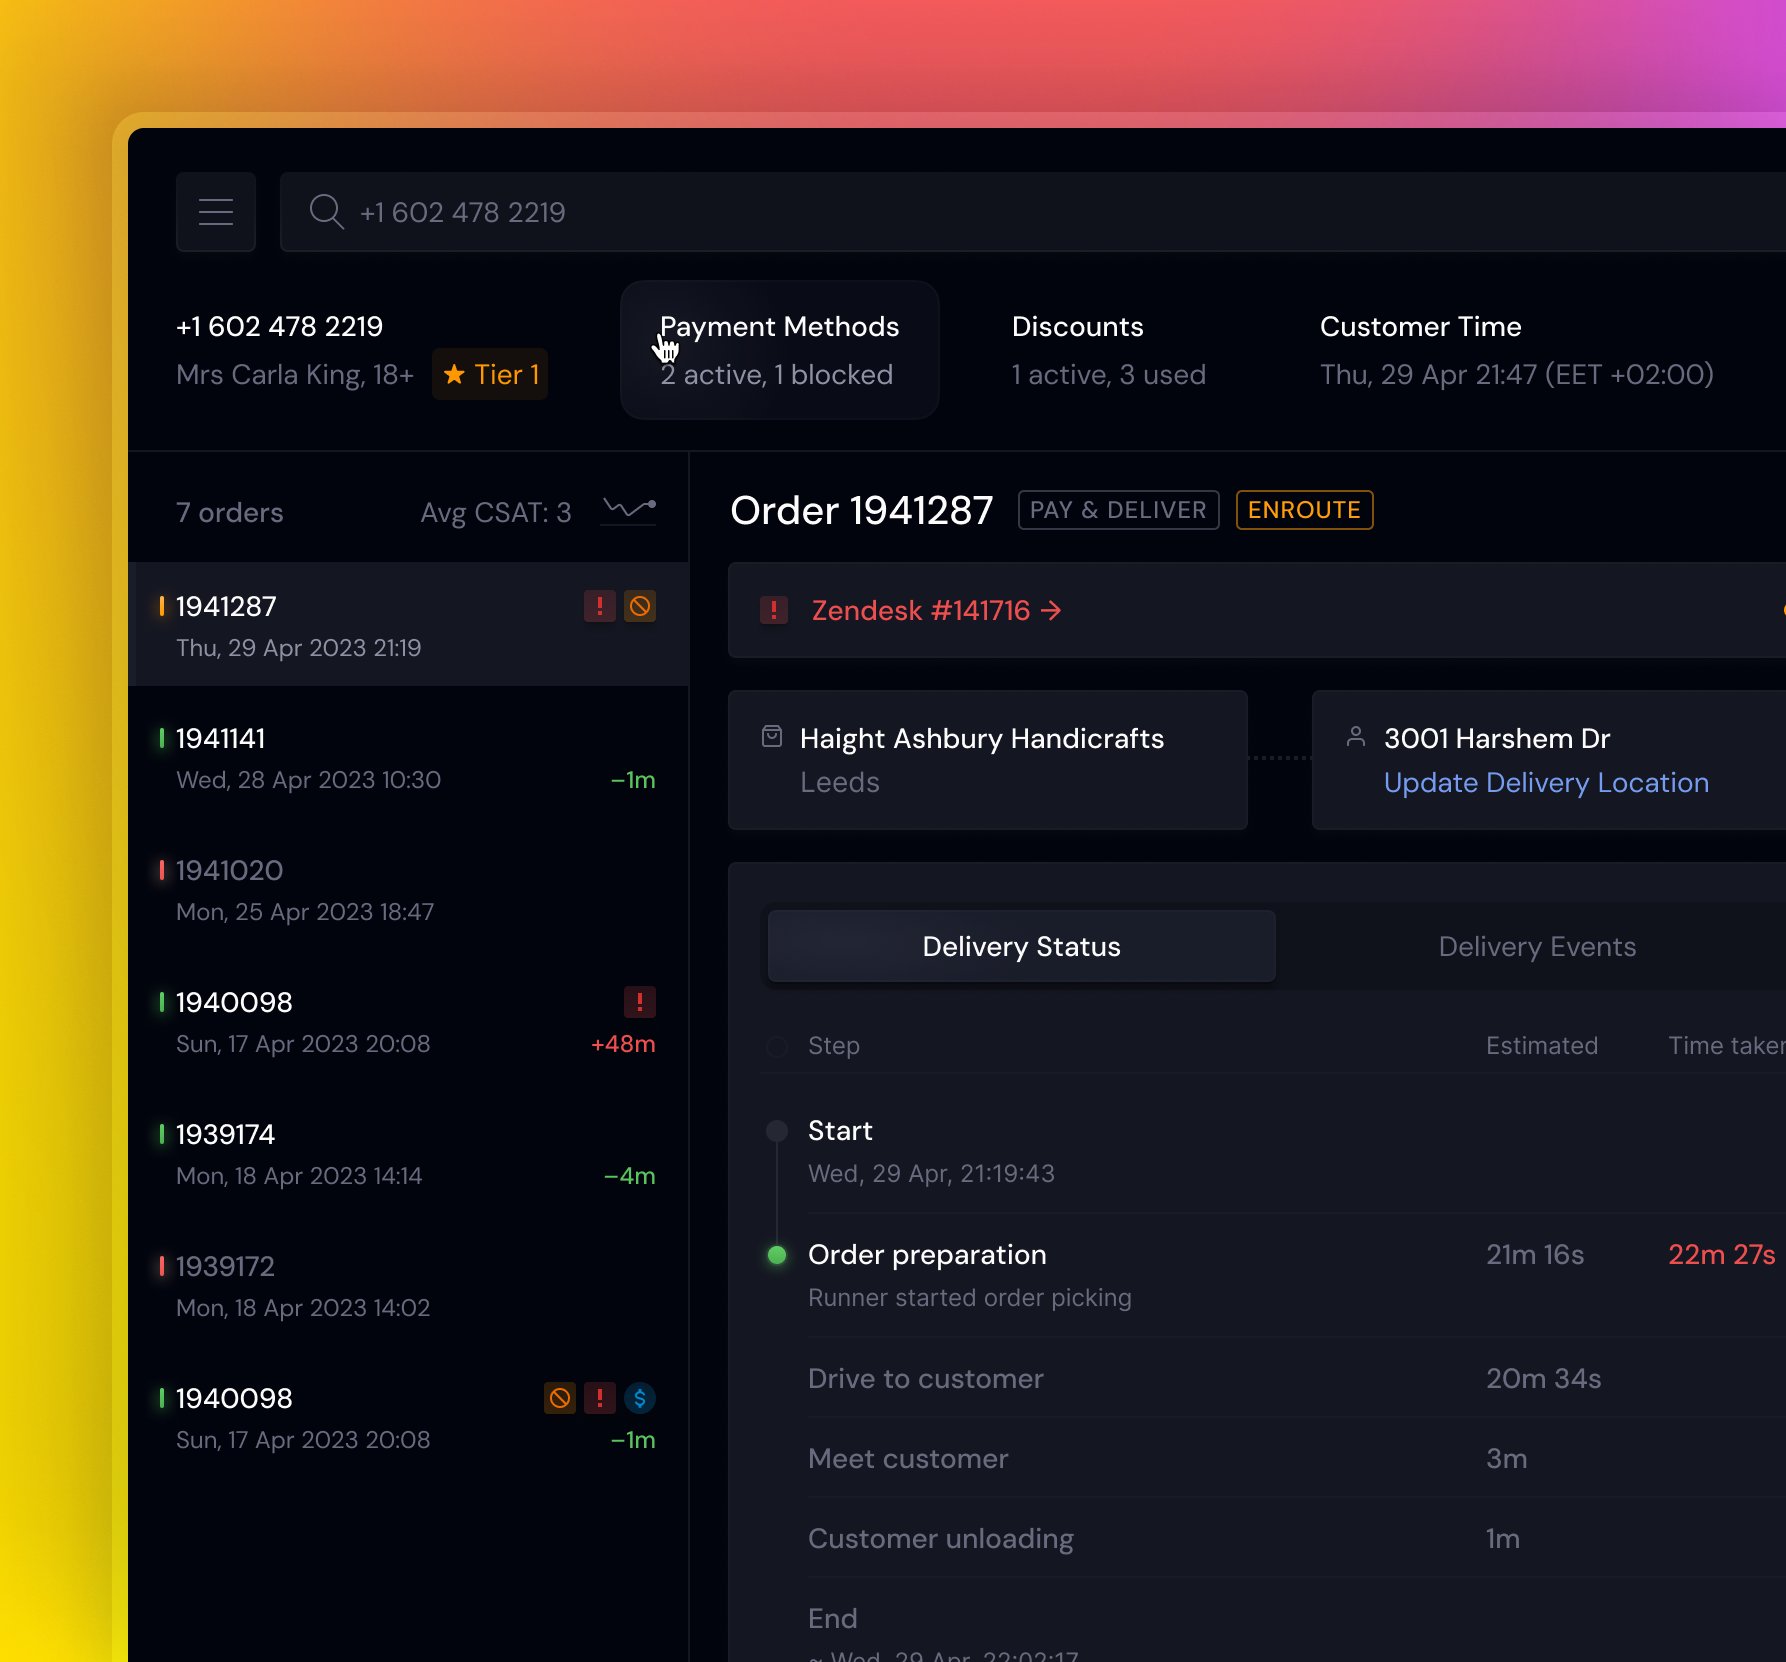 +1 602 478 2219
+1 602 478 2219
Mrs Carla King, 18+
Tier 1
Payment Methods
2 active, 1 blocked
Discounts
1 active, 3 used
Customer Time
Thu, 29 Apr 21:47 (EET +02:00)
7 orders
Avg CSAT: 3
1941287
Thu, 29 Apr 2023 21:19
1941141
Wed, 28 Apr 2023 10:30
–1m
1941020
Mon, 25 Apr 2023 18:47
1940098
Sun, 17 Apr 2023 20:08
+48m
1939174
Mon, 18 Apr 2023 14:14
–4m
1939172
Mon, 18 Apr 2023 14:02
1940098
Sun, 17 Apr 2023 20:08
–1m
Order 1941287
PAY & DELIVER
ENROUTE
Zendesk #141716 →
Haight Ashbury Handicrafts
Leeds
3001 Harshem Dr
Update Delivery Location
Delivery Status
Delivery Events
Step
Estimated
Time taken
Start
Wed, 29 Apr, 21:19:43
Order preparation
21m 16s
22m 27s
Runner started order picking
Drive to customer
20m 34s
Meet customer
3m
Customer unloading
1m
End
~ Wed, 29 Apr, 22:02:17